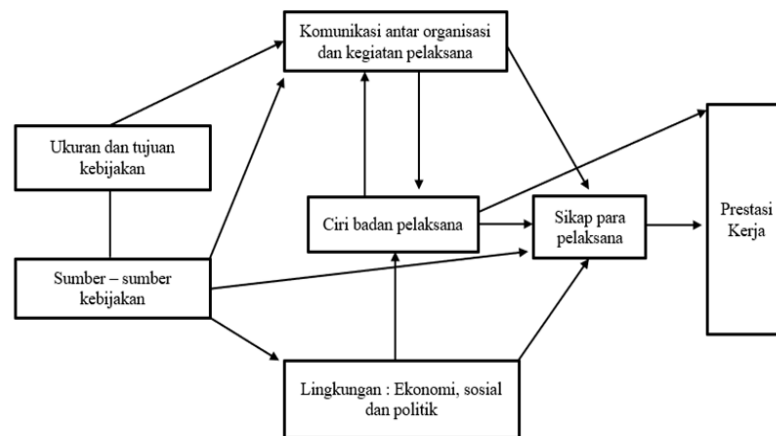 Komunikasi antar organisasi
dan kegiatan pelaksana
Ukuran dan tujuan
kebijakan
Ciri badan pelaksana
Sikap para
pelaksana
Prestasi
Kerja
Sumber – sumber
kebijakan
Lingkungan : Ekonomi, sosial
dan politik